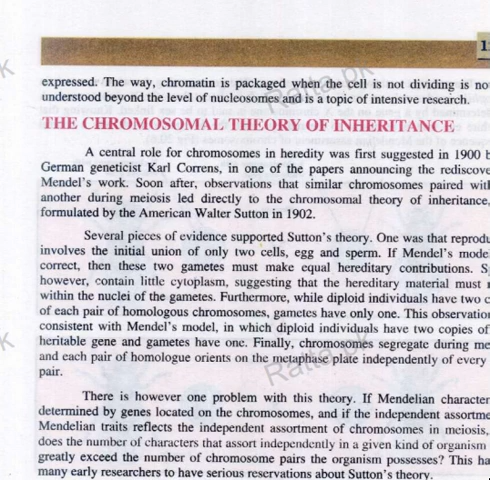 1
expressed. The way, chromatin is packaged when the cell is not dividing is no
understood beyond the level of nucleosomes and is a topic of intensive research.
THE CHROMOSOMAL THEORY OF INHERITANCE
A central role for chromosomes in heredity was first suggested in 1900 b
German geneticist Karl Correns, in one of the papers announcing the rediscove
Mendel's work. Soon after, observations that similar chromosomes paired wit
another during meiosis led directly to the chromosomal theory of inheritance,
formulated by the American Walter Sutton in 1902.
Several pieces of evidence supported Sutton's theory. One was that reprodu
involves the initial union of only two cells, egg and sperm. If Mendel's mode
correct, then these two gametes must make equal hereditary contributions. S
however, contain little cytoplasm, suggesting that the hereditary material must
within the nuclei of the gametes. Furthermore, while diploid individuals have two c
of each pair of homologous chromosomes, gametes have only one. This observatio
consistent with Mendel's model, in which diploid individuals have two copies of
heritable gene and gametes have one. Finally, chromosomes segregate during me
and each pair of homologue orients on the metaphase plate independently of every
pair.
There is however one problem with this theory. If Mendelian character
determined by genes located on the chromosomes, and if the independent assortme
Mendelian traits reflects the independent assortment of chromosomes in meiosis,
does the number of characters that assort independently in a given kind of organism
greatly exceed the number of chromosome pairs the organism possesses? This ha
many early researchers to have serious reservations about Sutton's theory.
Ratta.pk
Ratta.pk